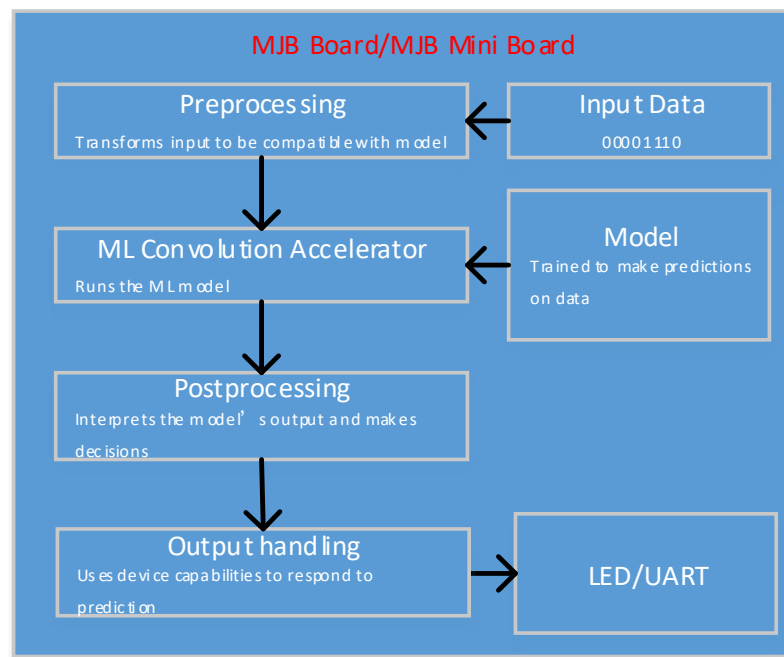 MJB Board/MJB Mini Board
Preprocessing
Transforms input to be compatible with model
Input Data
00001110
ML Convolution Accelerator
Runs the ML model
Model
Trained to make predictions
on data
Postprocessing
Interprets the model’s output and makes
decisions
Output handling
Uses device capabilities to respond to
prediction
LED/UART